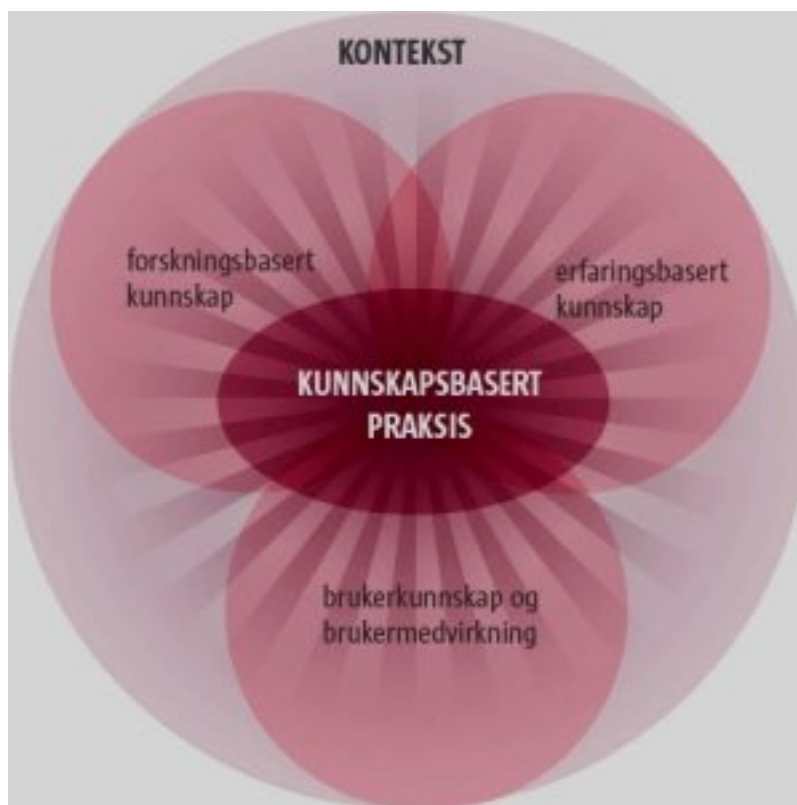 KONTEKST
forskningsbasert
kunnskap
erfaringsbasert
kunnskap
KUNNSKAPSBASERT
PRAKSIS
brukerkunnskap og
brukermedvirkning